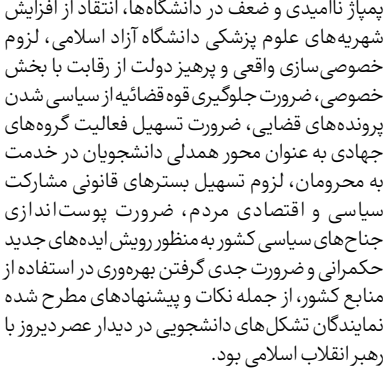 پمپاژ ناامیدی و ضعف در دانشگاه‌ها، انتقاد از افزایش
شهریه‌های علوم پزشکی دانشگاه آزاد اسلامی، لزوم
خصوصی‌سازی واقعی و پرهیز دولت از رقابت با بخش
خصوصی، ضرورت جلوگیری قوه قضائیه از سیاسی شدن
پرونده‌های قضایی، ضرورت تسهیل فعالیت گروه‌های
جهادی به عنوان محور همدلی دانشجویان در خدمت
به محرومان، لزوم تسهیل بسترهای قانونی مشارکت
سیاسی و اقتصادی مردم، ضرورت پوست‌اندازی
جناح‌های سیاسی کشور به‌منظور رویش ایده‌های جدید
حکمرانی و ضرورت جدی گرفتن بهره‌وری در استفاده از
منابع کشور، از جمله نکات و پیشنهادهای مطرح شده
نمایندگان تشکل‌های دانشجویی در دیدار عصر دیروز با
رهبر انقلاب اسلامی بود.